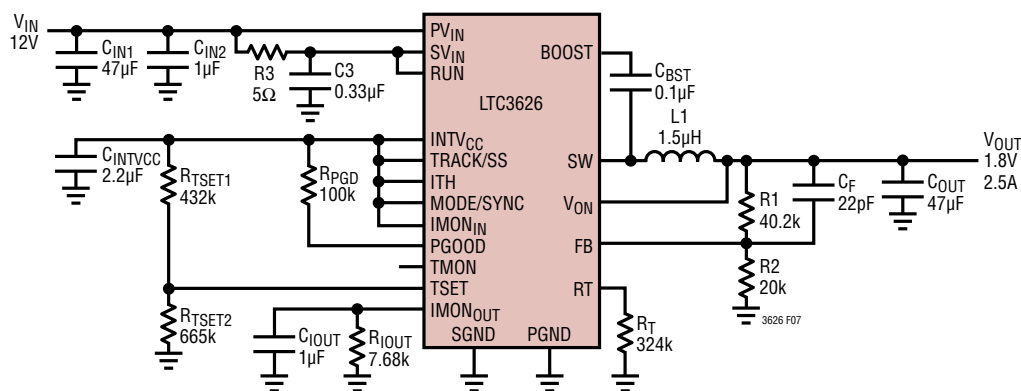 VIN
12V
CIN1
47µF
CIN2
1µF
R3
5Ω
C3
0.33µF
PVIN
SVIN
RUN
BOOST
LTC3626
CBST
0.1µF
L1
1.5µH
CINTVCC
2.2µF
RTSET1
432k
RPGD
100k
INTVCC
TRACK/SS
ITH
MODE/SYNC
IMONIN
PGOOD
TMON
TSET
IMONOUT
SW
VON
FB
RT
SGND
PGND
VOUT
1.8V
2.5A
R1
40.2k
CF
22pF
COUT
47µF
R2
20k
3626 F07
RTSET2
665k
CIOUT
1µF
RIOUT
7.68k
RT
324k